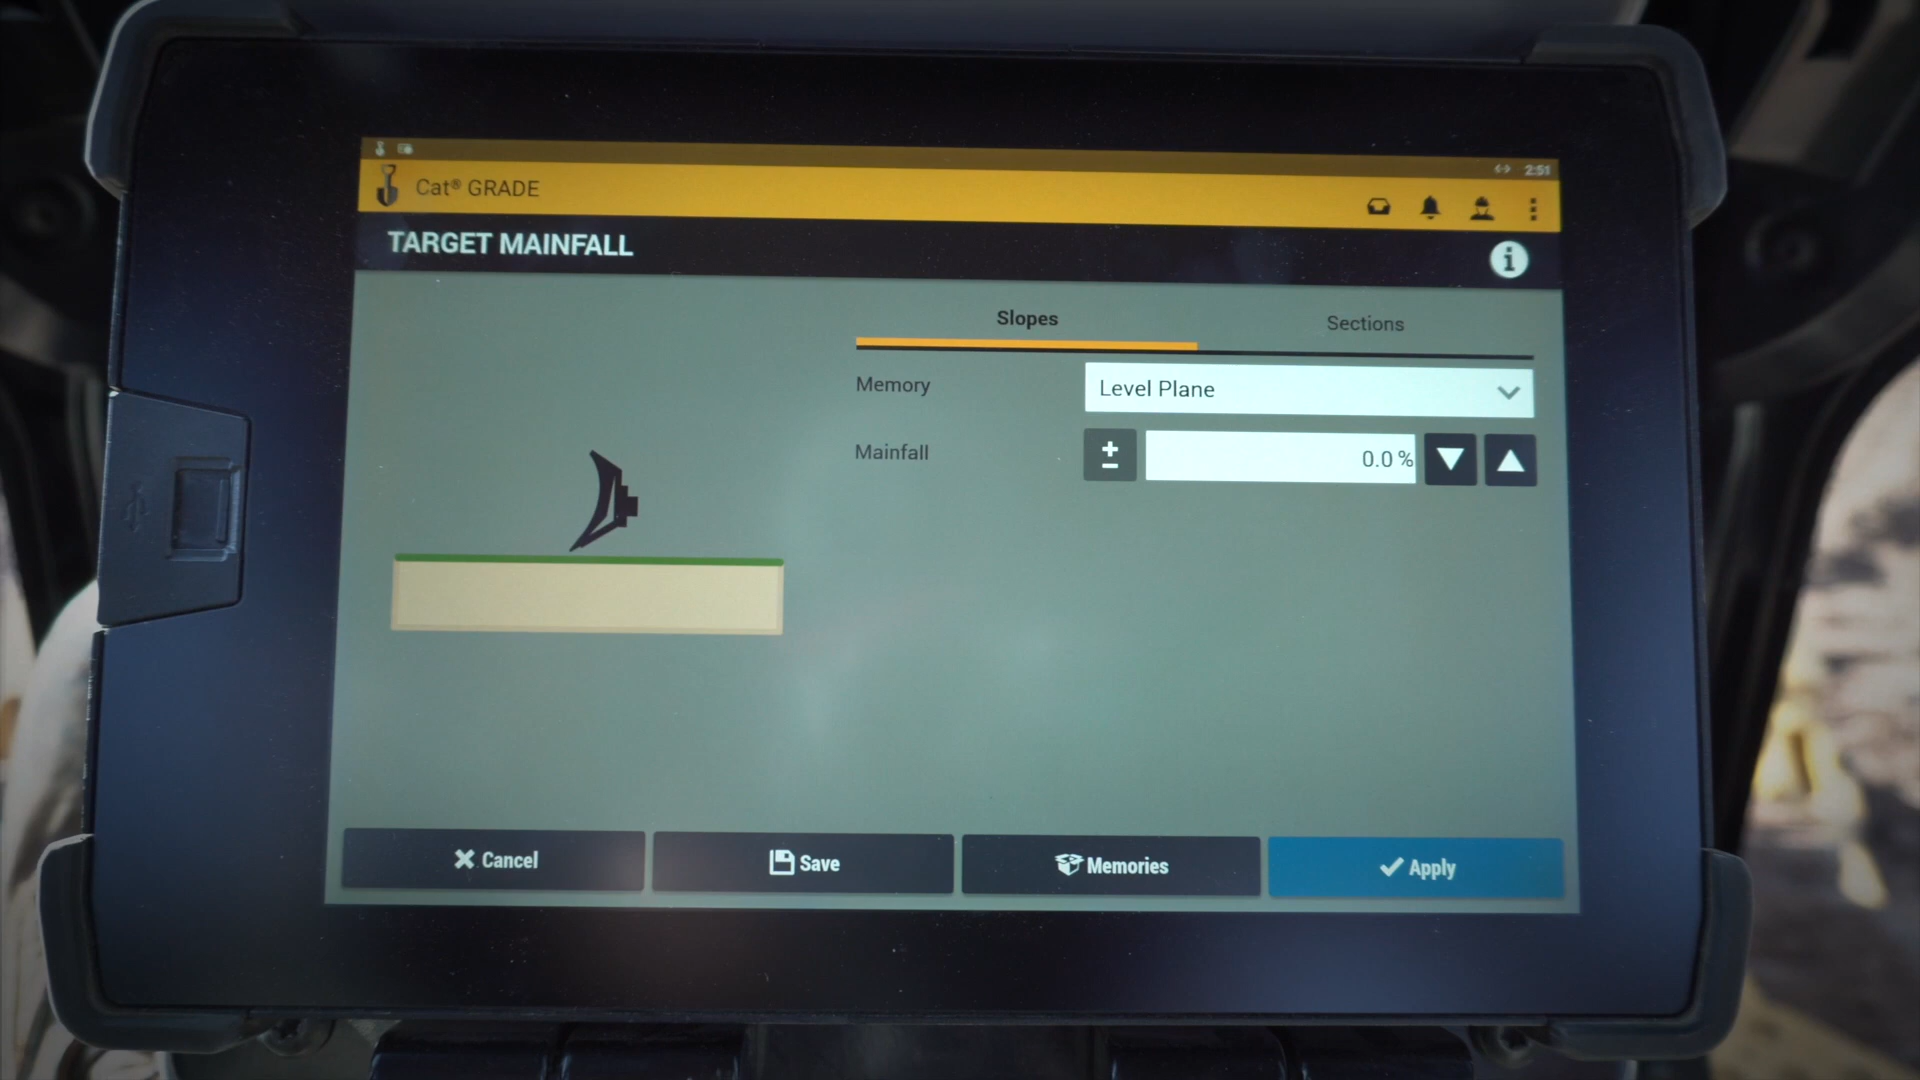 2:51
Cat® GRADE
TARGET MAINFALL
Slopes
Sections
Memory
Level Plane
Mainfall
0.0 %
Cancel
Save
Memories
Apply